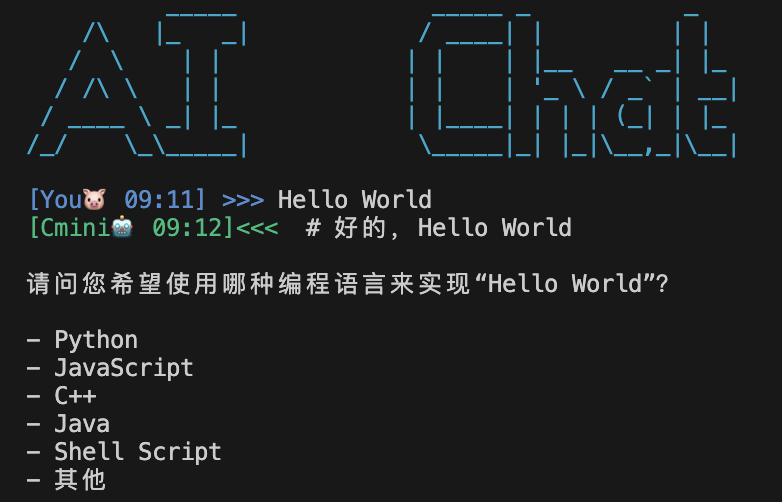 AI Chat
[You🐷 09:11] >>> Hello World
[Cmini🤖 09:12]<<<  # 好的, Hello World
请问您希望使用哪种编程语言来实现“Hello World”?
- Python
- JavaScript
- C++
- Java
- Shell Script
- 其他